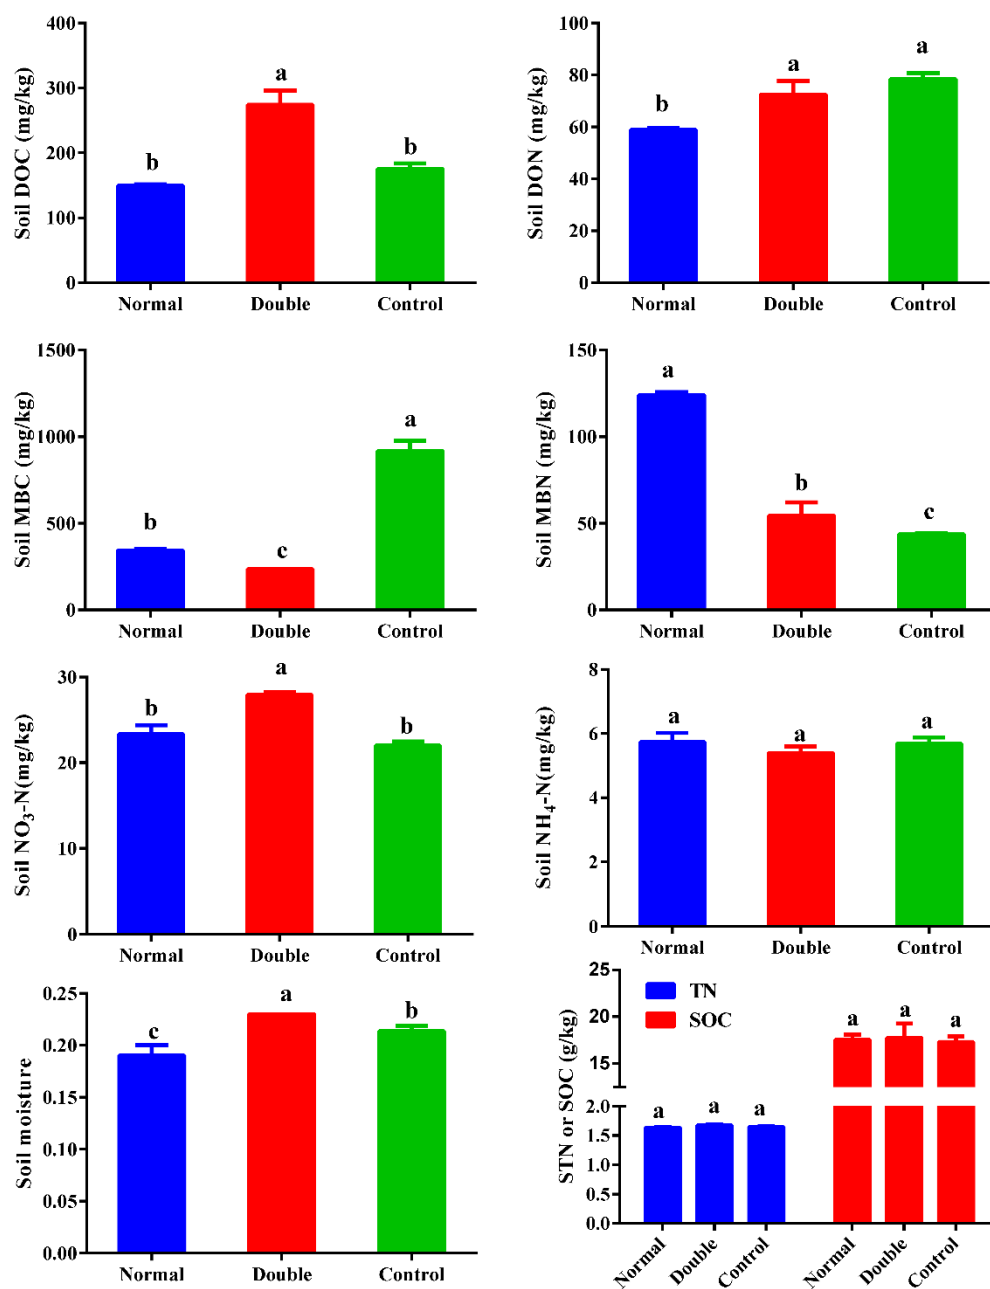 Soil DOC (mg/kg)
400
300
200
100
0
a
b
b
Normal Double Control
Soil DON (mg/kg)
100
80
60
40
20
0
b
a
a
Normal Double Control
Soil MBC (mg/kg)
1500
1000
500
0
b
c
a
Normal Double Control
Soil MBN (mg/kg)
150
100
50
0
a
b
c
Normal Double Control
Soil NO3-N(mg/kg)
30
20
10
0
b
a
b
Normal Double Control
Soil NH4-N(mg/kg)
8
6
4
2
0
a
a
a
Normal Double Control
Soil moisture
0.25
0.20
0.15
0.10
0.05
0.00
c
a
b
Normal Double Control
STN or SOC (g/kg)
25
20
15
2.0
1.5
1.0
0.5
0.0
TN
SOC
a a a
a a a
Normal Double Control Normal Double Control